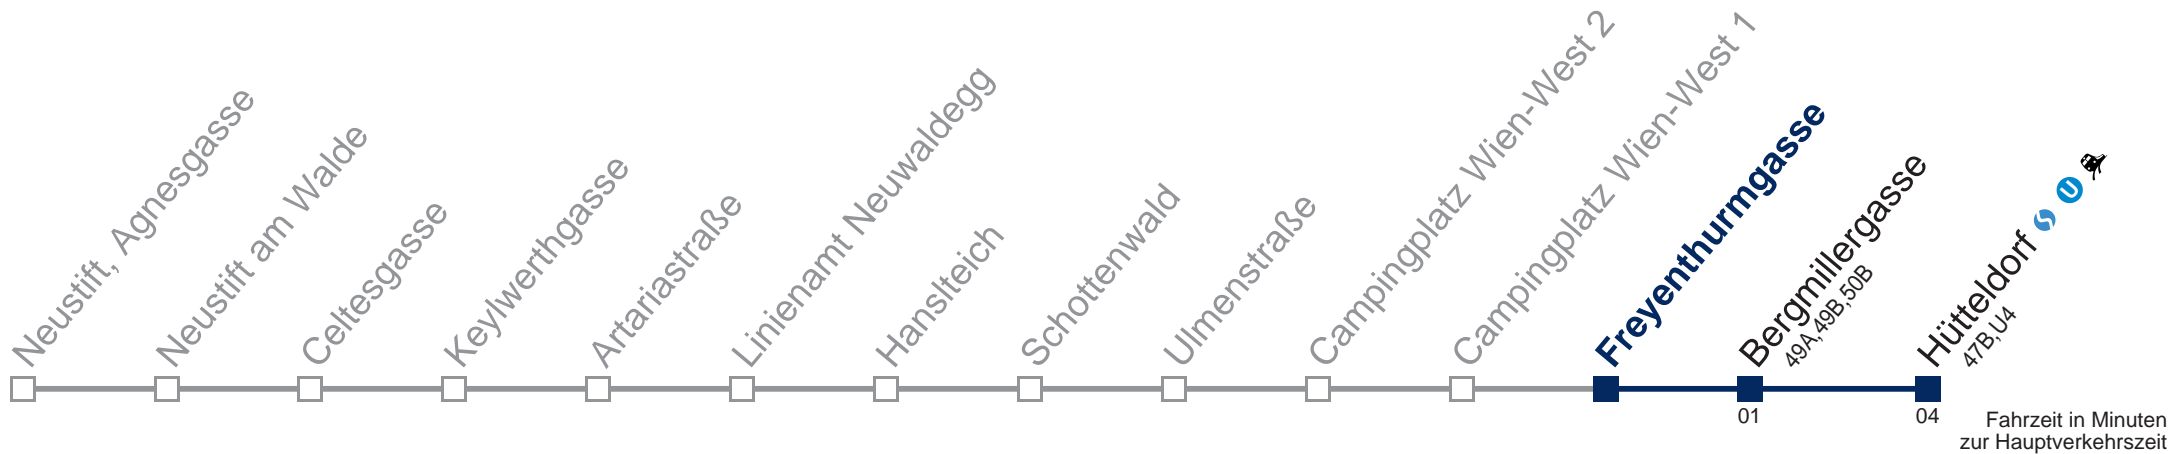 Neustift, Agnesgasse
Neustift am Walde
Celtesgasse
Keylwerthgasse
Artariastraße
Linienamt Neuwaldegg
Hanslteich
Schottenwald
Ulmenstraße
Campingplatz Wien-West 2
Campingplatz Wien-West 1
Freyenthurmgasse
Bergmillergasse
49A,49B,50B
Hütteldorf
47B,U4
U
01
04
Fahrzeit in Minuten
zur Hauptverkehrszeit